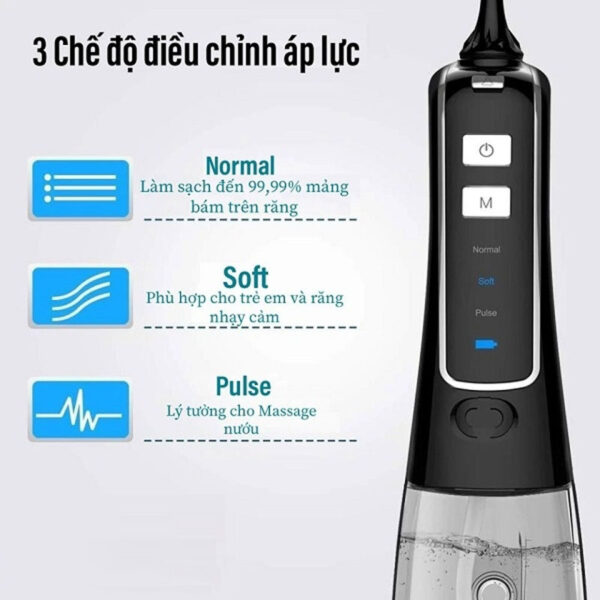 3 Chế độ điều chỉnh áp lực
Normal
Làm sạch đến 99,99% mảng
bám trên răng
Soft
Phù hợp cho trẻ em và răng
nhạy cảm
Pulse
Lý tưởng cho Massage
nướu
M
Normal
Soft
Pulse